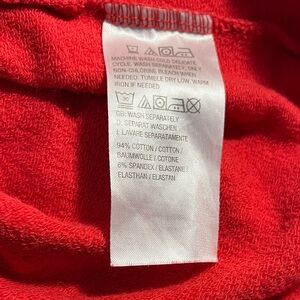 MACHINE WASH COLD DELICATE
CYCLE. WASH SEPARATELY, ONLY
NON-CHLORINE BLEACH WHEN
NEEDED. TUMBLE DRY LOW, WARM
IRON IF NEEDED
30
GB: WASH SEPARATELY
D: SEPARAT WASCHEN
I: LAVARE SEPARATAMENTE
94% COTTON / COTTON /
BAUMWOLLE / COTONE
6% SPANDEX / ELASTANE /
ELASTHAN / ELASTAN